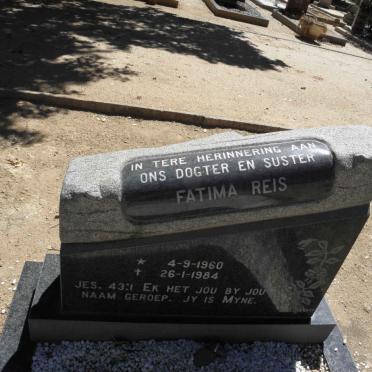 IN TERE HERINNERING AAN
ONS DOGTER EN SUSTER
FATIMA REIS
* 4-9-1960
✝ 26-1-1984
JES. 43:1 EK HET JOU BY JOU
NAAM GEROEP. JY IS MYNE.